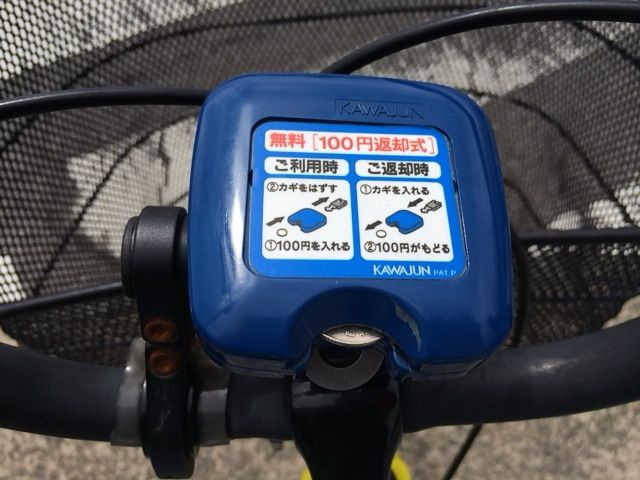 KAWAJUN
無料[100円返却式]
ご利用時 ご返却時
②カギをはずす ①カギを入れる
①100円を入れる ②100円がもどる
KAWAJUN PAT.P